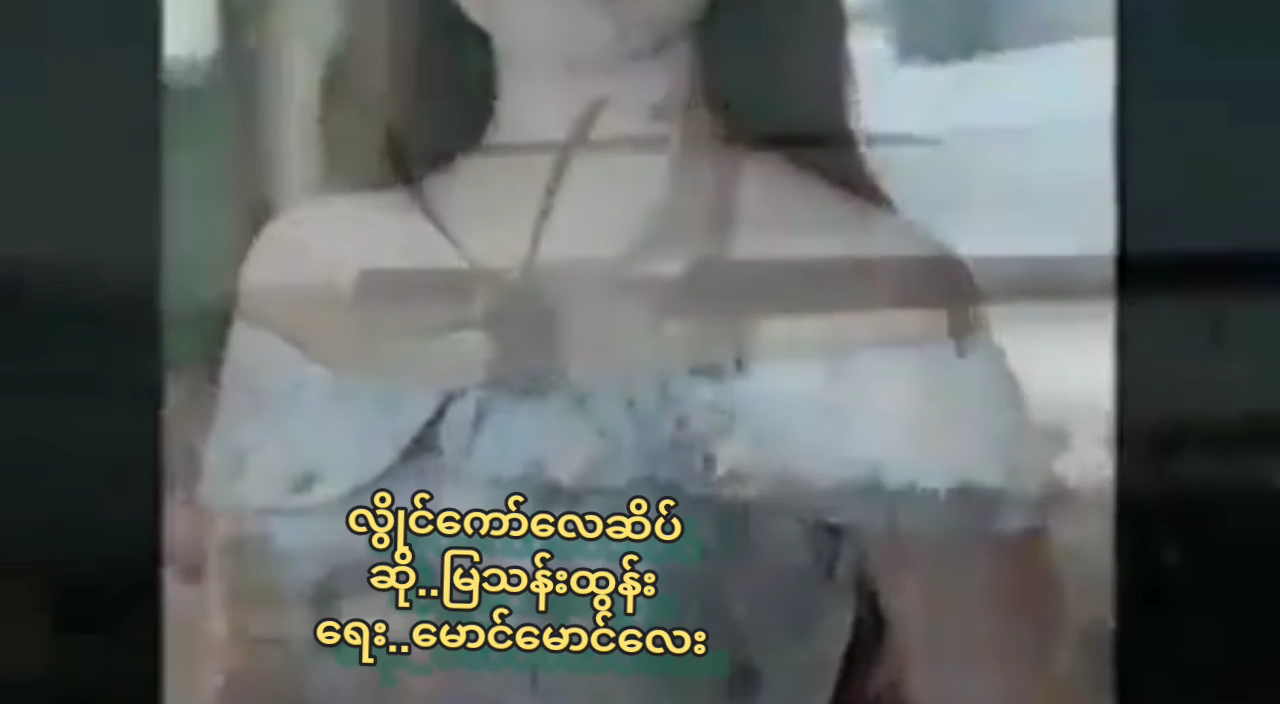 လွိုင်ကော်လေဆိပ်
ဆို..မြသန်းထွန်း
ရေး..မောင်မောင်လေး